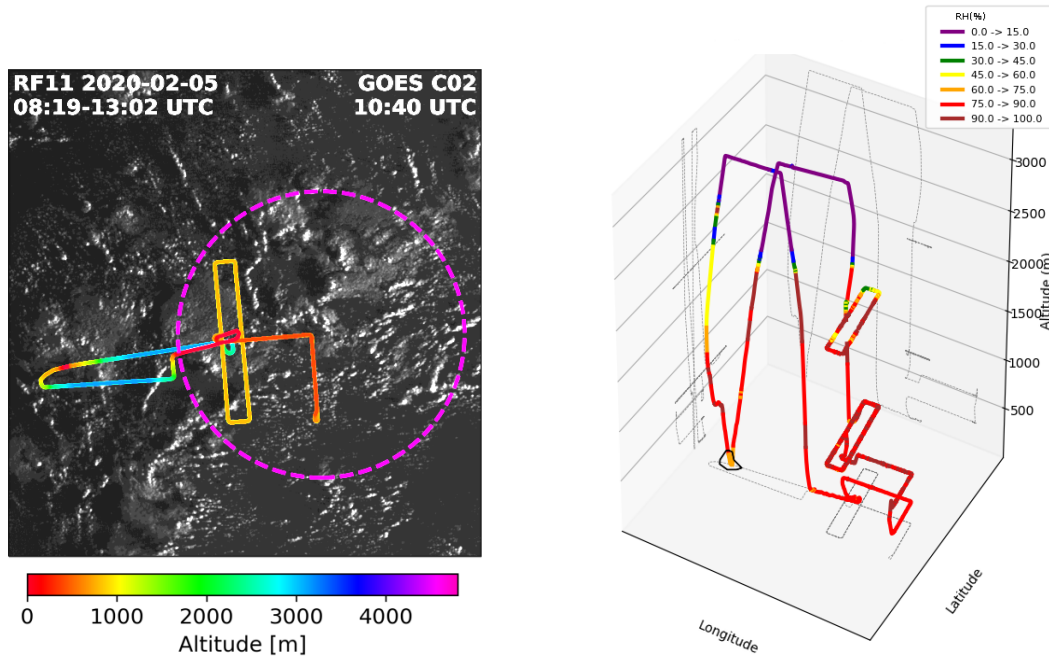 RF11 2020-02-05
08:19-13:02 UTC
GOES C02
10:40 UTC
0
1000
2000
3000
4000
Altitude [m]
RH(%)
0.0 -> 15.0
15.0 -> 30.0
30.0 -> 45.0
45.0 -> 60.0
60.0 -> 75.0
75.0 -> 90.0
90.0 -> 100.0
3000
2500
2000
1500
1000
500
Altitude (m)
Longitude
Latitude